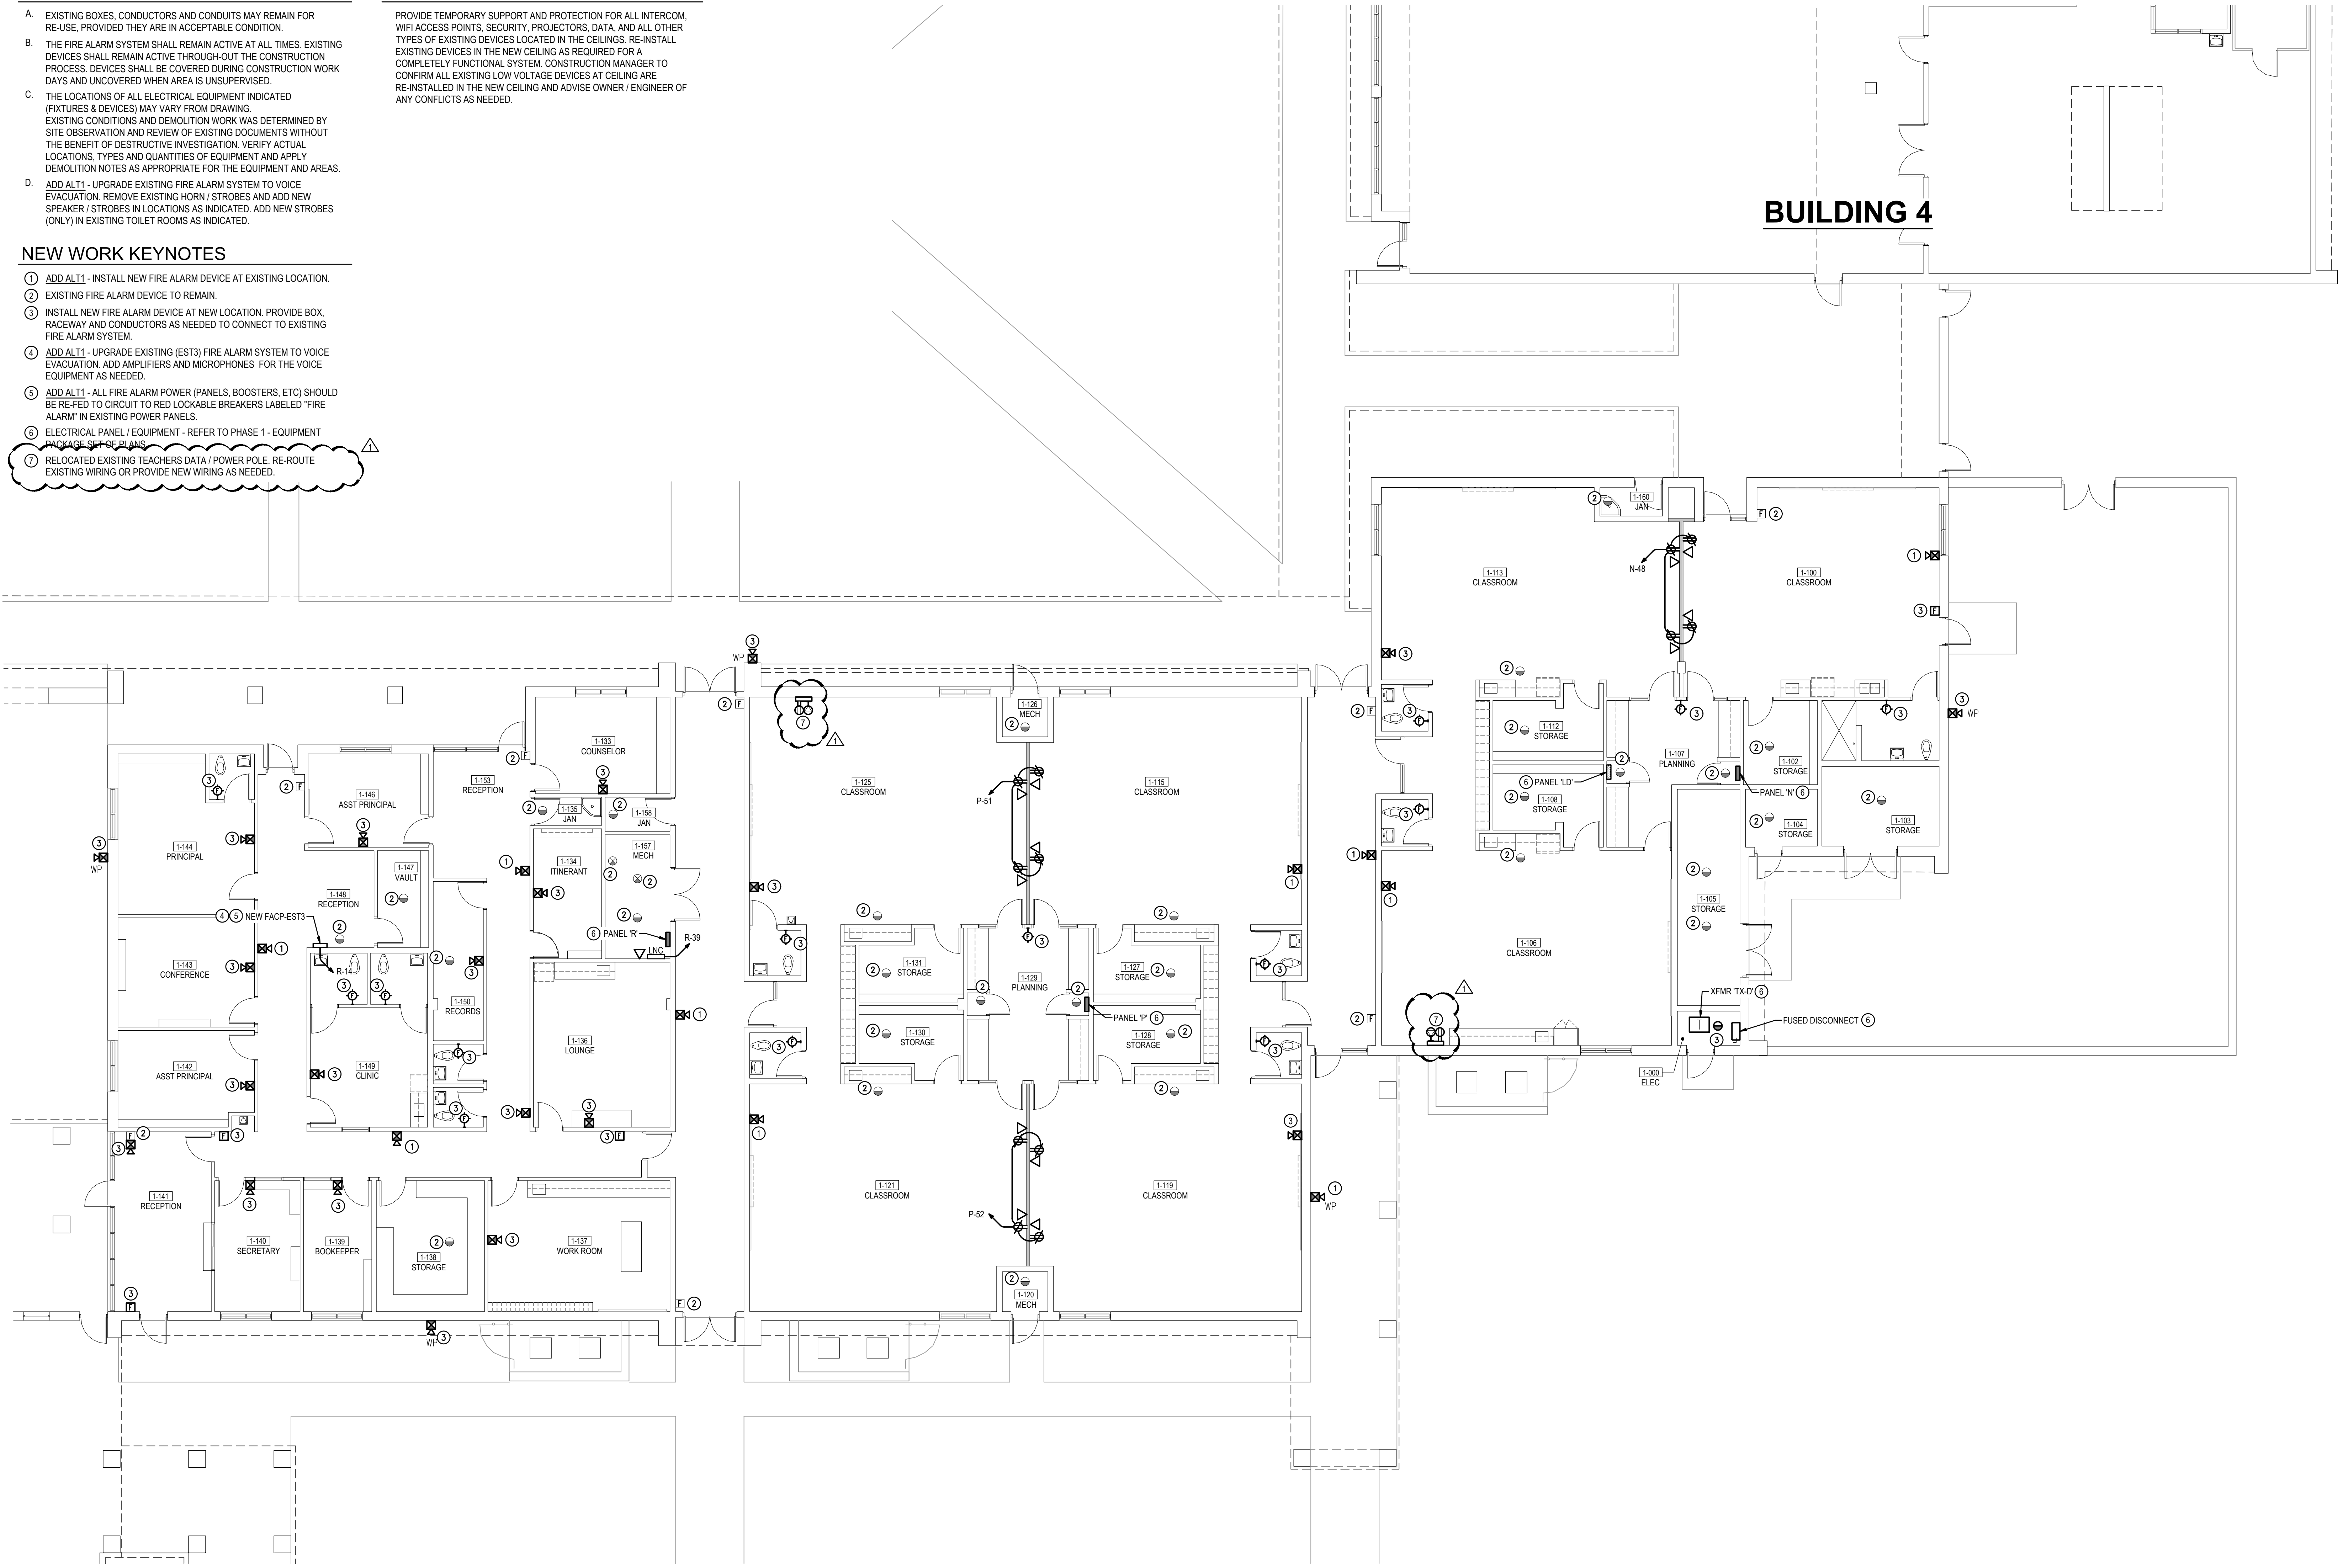 A. EXISTING BOXES, CONDUCTORS AND CONDUITS MAY REMAIN FOR
RE-USE, PROVIDED THEY ARE IN ACCEPTABLE CONDITION.
B. THE FIRE ALARM SYSTEM SHALL REMAIN ACTIVE AT ALL TIMES. EXISTING
DEVICES SHALL REMAIN ACTIVE THROUGH-OUT THE CONSTRUCTION
PROCESS. DEVICES SHALL BE COVERED DURING CONSTRUCTION WORK
DAYS AND UNCOVERED WHEN AREA IS UNSUPERVISED.
C. THE LOCATIONS OF ALL ELECTRICAL EQUIPMENT INDICATED
(FIXTURES & DEVICES) MAY VARY FROM DRAWING.
EXISTING CONDITIONS AND DEMOLITION WORK WAS DETERMINED BY
SITE OBSERVATION AND REVIEW OF EXISTING DOCUMENTS WITHOUT
THE BENEFIT OF DESTRUCTIVE INVESTIGATION. VERIFY ACTUAL
LOCATIONS, TYPES AND QUANTITIES OF EQUIPMENT AND APPLY
DEMOLITION NOTES AS APPROPRIATE FOR THE EQUIPMENT AND AREAS.
D. ADD ALT1 - UPGRADE EXISTING FIRE ALARM SYSTEM TO VOICE
EVACUATION. REMOVE EXISTING HORN / STROBES AND ADD NEW
SPEAKER / STROBES IN LOCATIONS AS INDICATED. ADD NEW STROBES
(ONLY) IN EXISTING TOILET ROOMS AS INDICATED.
PROVIDE TEMPORARY SUPPORT AND PROTECTION FOR ALL INTERCOM,
WIFI ACCESS POINTS, SECURITY, PROJECTORS, DATA, AND ALL OTHER
TYPES OF EXISTING DEVICES LOCATED IN THE CEILINGS. RE-INSTALL
EXISTING DEVICES IN THE NEW CEILING AS REQUIRED FOR A
COMPLETELY FUNCTIONAL SYSTEM. CONSTRUCTION MANAGER TO
CONFIRM ALL EXISTING LOW VOLTAGE DEVICES AT CEILING ARE
RE-INSTALLED IN THE NEW CEILING AND ADVISE OWNER / ENGINEER OF
ANY CONFLICTS AS NEEDED.
NEW WORK KEYNOTES
1 ADD ALT1 - INSTALL NEW FIRE ALARM DEVICE AT EXISTING LOCATION.
2 EXISTING FIRE ALARM DEVICE TO REMAIN.
3 INSTALL NEW FIRE ALARM DEVICE AT NEW LOCATION. PROVIDE BOX,
RACEWAY AND CONDUCTORS AS NEEDED TO CONNECT TO EXISTING
FIRE ALARM SYSTEM.
4 ADD ALT1 - UPGRADE EXISTING (EST3) FIRE ALARM SYSTEM TO VOICE
EVACUATION. ADD AMPLIFIERS AND MICROPHONES FOR THE VOICE
EQUIPMENT AS NEEDED.
5 ADD ALT1 - ALL FIRE ALARM POWER (PANELS, BOOSTERS, ETC) SHOULD
BE RE-FED TO CIRCUIT TO RED LOCKABLE BREAKERS LABELED "FIRE
ALARM" IN EXISTING POWER PANELS.
6 ELECTRICAL PANEL / EQUIPMENT - REFER TO PHASE 1 - EQUIPMENT
PACKAGE SET OF PLANS
7 RELOCATED EXISTING TEACHERS DATA / POWER POLE. RE-ROUTE
EXISTING WIRING OR PROVIDE NEW WIRING AS NEEDED.
1
BUILDING 4
1-160
JAN
1-113
CLASSROOM
N-48
1-100
CLASSROOM
1-112
STORAGE
1-107
PLANNING
1-102
STORAGE
6 PANEL 'LD'
PANEL 'N' 6
1-108
STORAGE
1-104
STORAGE
1-103
STORAGE
1-105
STORAGE
1-106
CLASSROOM
XFMR 'TX-D' 6
FUSED DISCONNECT 6
1-000
ELEC
WP
1-126
MECH
1-133
COUNSELOR
1-153
RECEPTION
1-146
ASST PRINCIPAL
1-125
CLASSROOM
1-115
CLASSROOM
P-51
1-135
JAN
1-158
JAN
1-144
PRINCIPAL
WP
1-147
VAULT
1-134
ITINERANT
1-157
MECH
1-148
RECEPTION
4 5 NEW FACP-EST3
R-14
6 PANEL 'R'
R-39
LNC
1-143
CONFERENCE
1-150
RECORDS
1-131
STORAGE
1-129
PLANNING
1-127
STORAGE
PANEL 'P' 6
1-130
STORAGE
1-128
STORAGE
1-136
LOUNGE
1-142
ASST PRINCIPAL
1-149
CLINIC
1-141
RECEPTION
1-140
SECRETARY
1-139
BOOKEEPER
1-138
STORAGE
1-137
WORK ROOM
1-121
CLASSROOM
1-119
CLASSROOM
P-52
WP
1-120
MECH
WP
WP